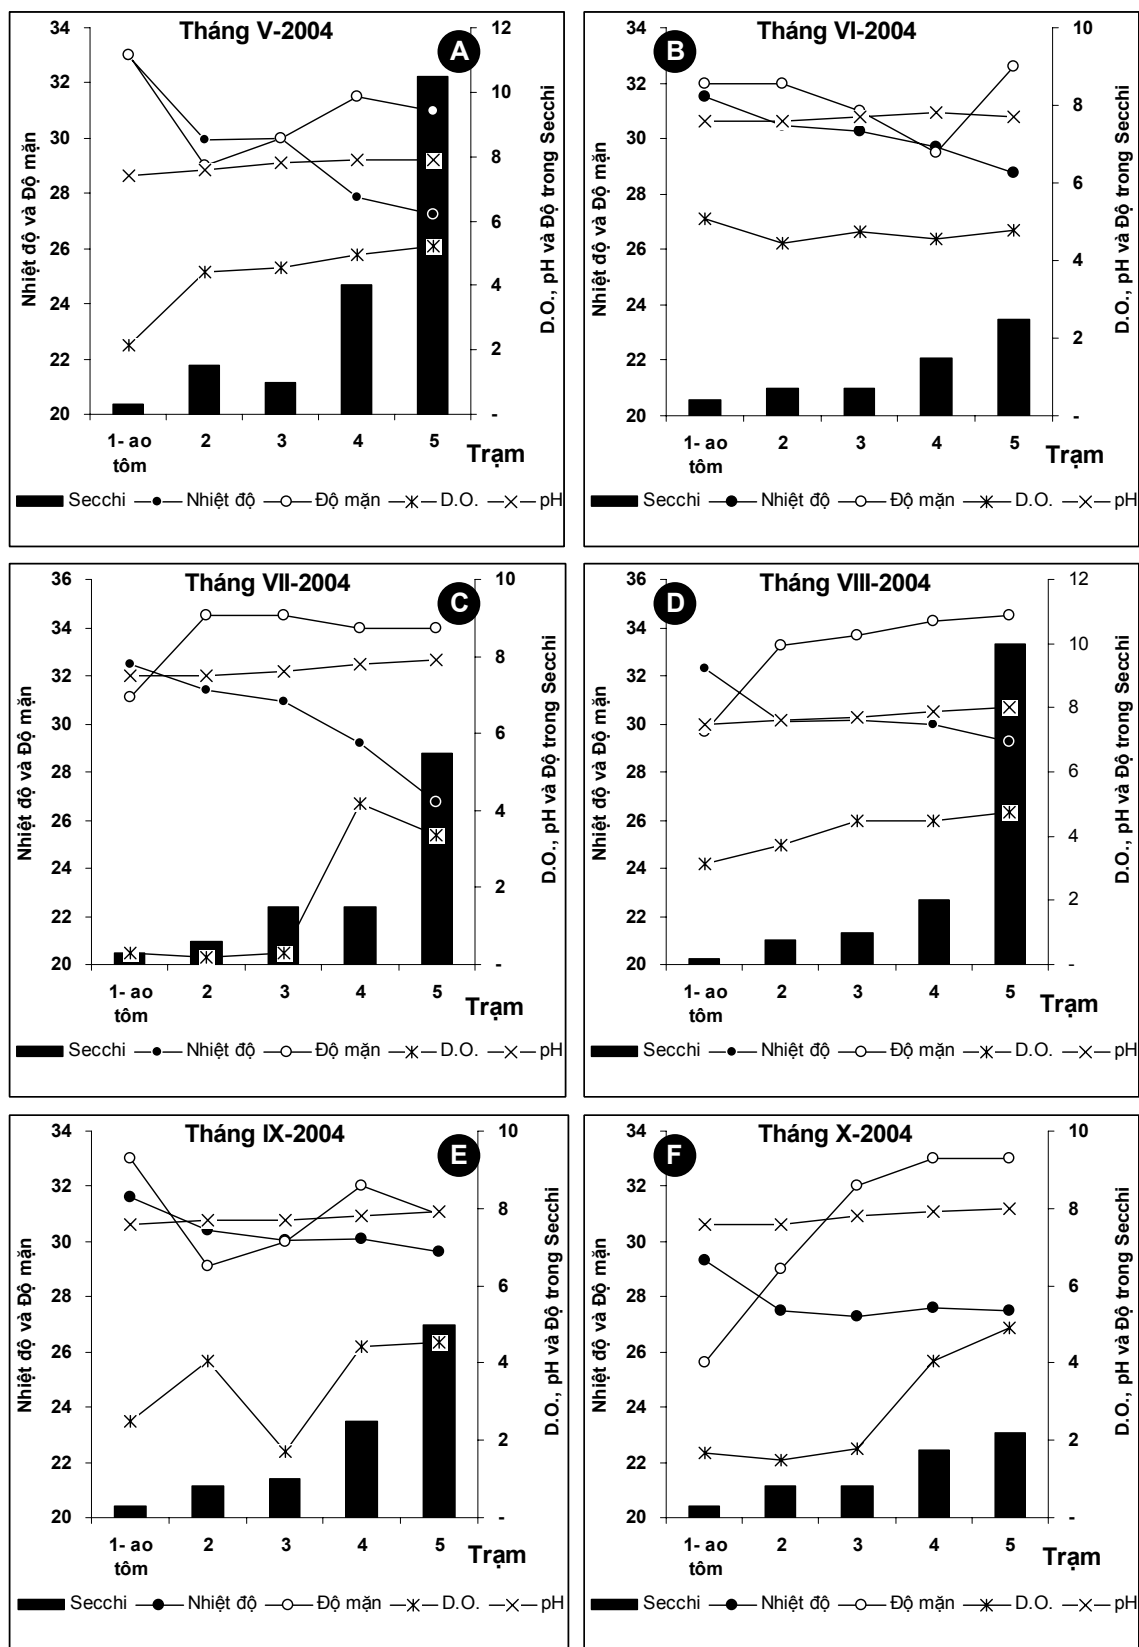 Tháng V-2004
A
Nhiệt độ và Độ mặn
34
32
30
28
26
24
22
20
12
10
8
6
4
2
-
D.O., pH và Độ trong Secchi
1- ao tôm
2
3
4
5
Trạm
Secchi Nhiệt độ Độ mặn D.O. pH
Tháng VI-2004
B
Nhiệt độ và Độ mặn
34
32
30
28
26
24
22
20
10
8
6
4
2
-
D.O., pH và Độ trong Secchi
1- ao tôm
2
3
4
5
Trạm
Secchi Nhiệt độ Độ mặn D.O. pH
Tháng VII-2004
C
Nhiệt độ và Độ mặn
36
34
32
30
28
26
24
22
20
10
8
6
4
2
-
D.O., pH và Độ trong Secchi
1- ao tôm
2
3
4
5
Trạm
Secchi Nhiệt độ Độ mặn D.O. pH
Tháng VIII-2004
D
Nhiệt độ và Độ mặn
36
34
32
30
28
26
24
22
20
12
10
8
6
4
2
-
D.O., pH và Độ trong Secchi
1- ao tôm
2
3
4
5
Trạm
Secchi Nhiệt độ Độ mặn D.O. pH
Tháng IX-2004
E
Nhiệt độ và Độ mặn
34
32
30
28
26
24
22
20
10
8
6
4
2
-
D.O., pH và Độ trong Secchi
1- ao tôm
2
3
4
5
Trạm
Secchi Nhiệt độ Độ mặn D.O. pH
Tháng X-2004
F
Nhiệt độ và Độ mặn
34
32
30
28
26
24
22
20
10
8
6
4
2
-
D.O., pH và Độ trong Secchi
1- ao tôm
2
3
4
5
Trạm
Secchi Nhiệt độ Độ mặn D.O. pH